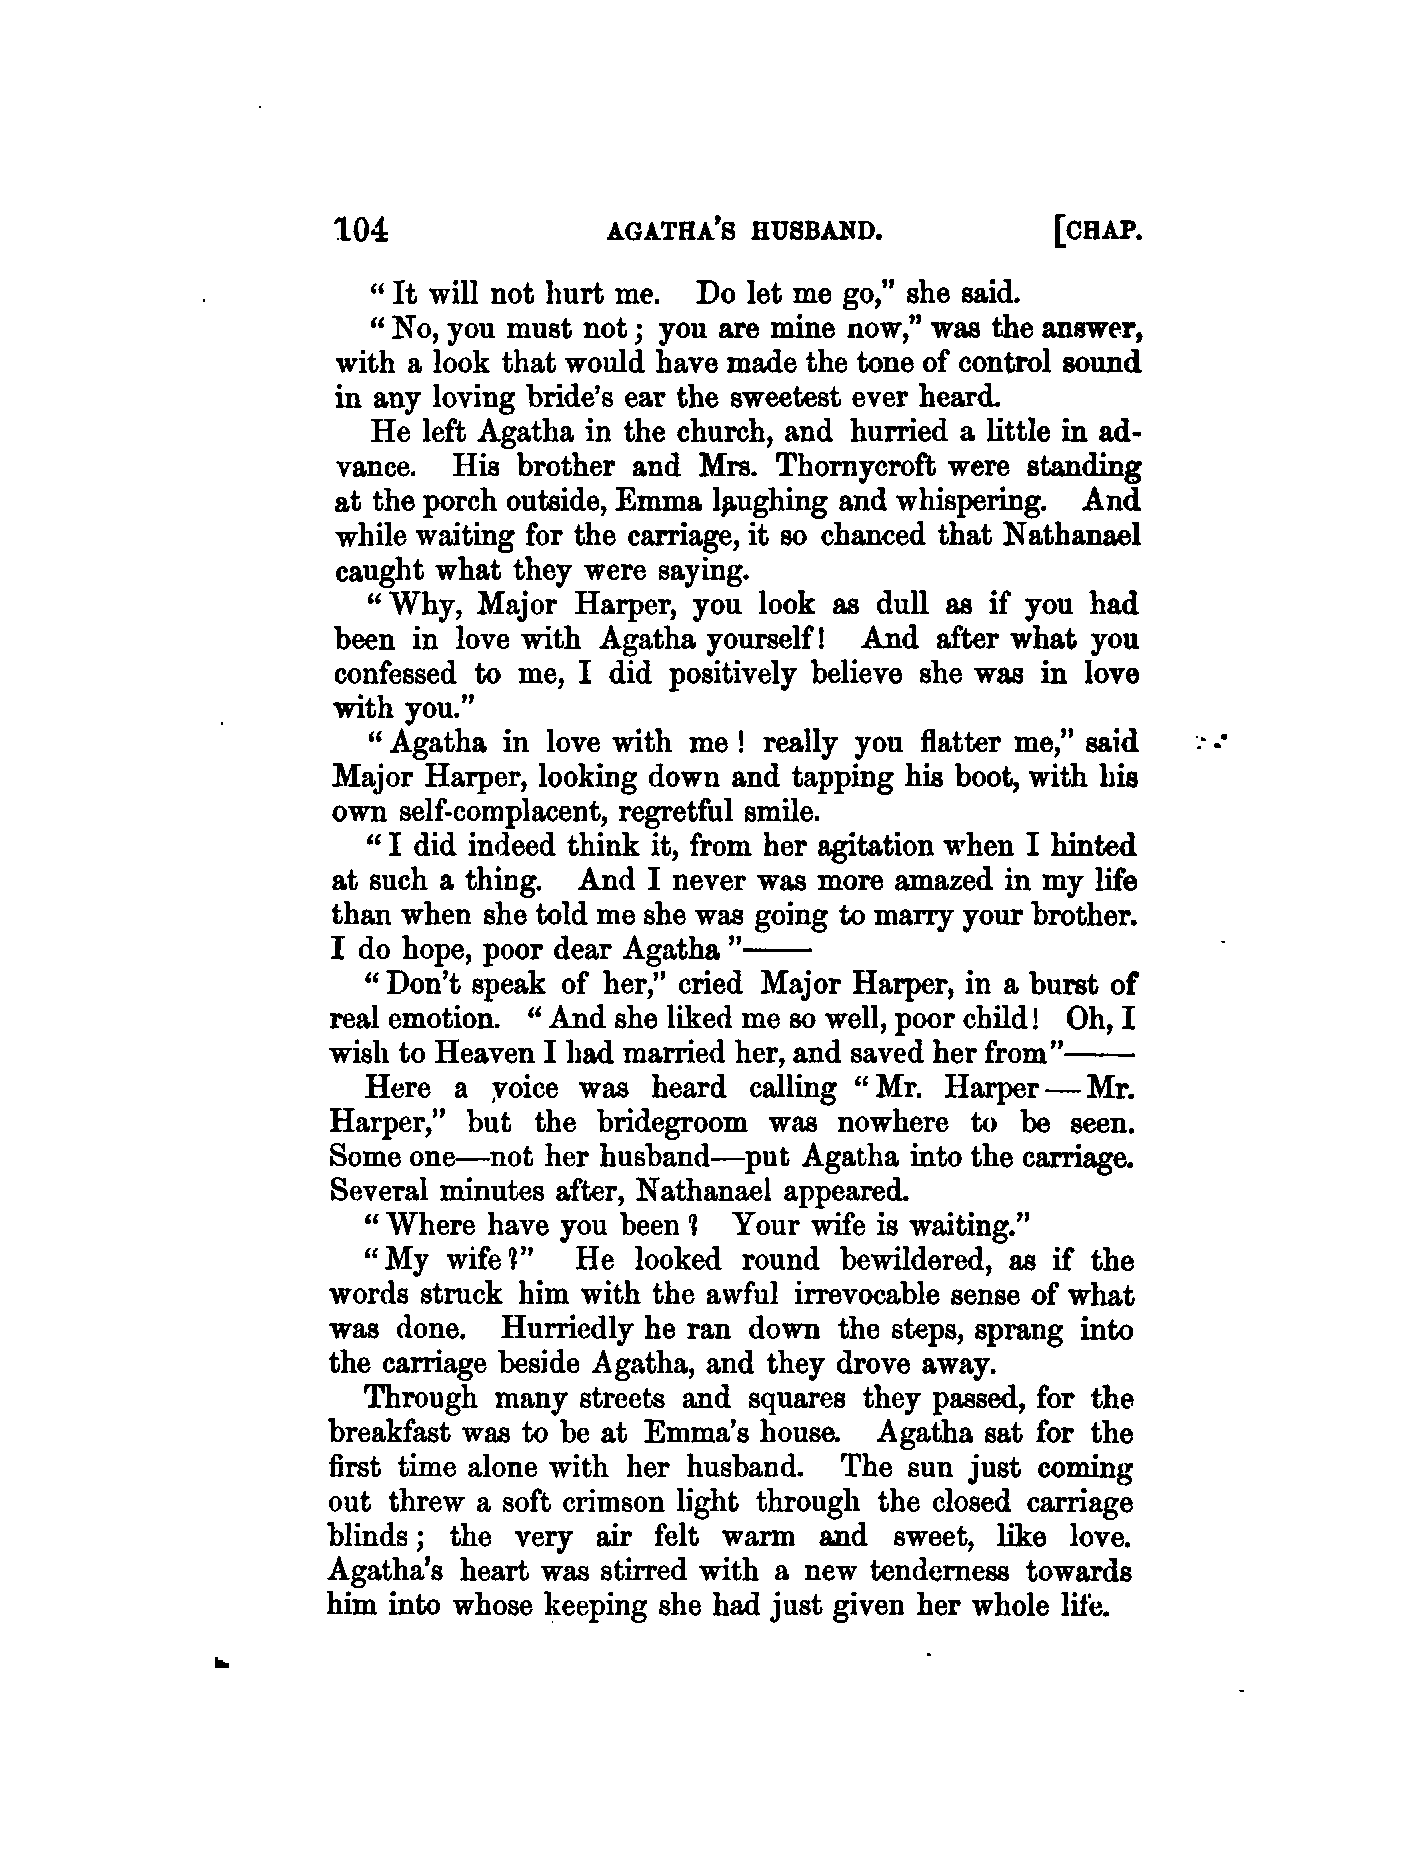 104 AGATHA'S HUSBAND. [CHAP.
“It will not hurt me. Do let me go,” she said.
“No, you must not; you are mine now,” was the answer,
with a look that would have made the tone of control sound
in any loving bride's ear the sweetest ever heard.
He left Agatha in the church, and hurried a little in ad-
vance. His brother and Mrs. Thornycroft were standing
at the porch outside, Emma laughing and whispering. And
while waiting for the carriage, it so chanced that Nathanael
caught what they were saying.
“Why, Major Harper, you look as dull as if you had
been in love with Agatha yourself! And after what you
confessed to me, I did positively believe she was in love
with you.”
“Agatha in love with me! really you flatter me,” said
Major Harper, looking down and tapping his boot, with his
own self-complacent, regretful smile.
“I did indeed think it, from her agitation when I hinted
at such a thing. And I never was more amazed in my life
than when she told me she was going to marry your brother.
I do hope, poor dear Agatha”——
“Don't speak of her,” cried Major Harper, in a burst of
real emotion. “And she liked me so well, poor child! Oh, I
wish to Heaven I had married her, and saved her from”——
Here a voice was heard calling “Mr. Harper—Mr.
Harper,” but the bridegroom was nowhere to be seen.
Some one—not her husband—put Agatha into the carriage.
Several minutes after, Nathanael appeared.
“Where have you been? Your wife is waiting.”
“My wife?” He looked round bewildered, as if the
words struck him with the awful irrevocable sense of what
was done. Hurriedly he ran down the steps, sprang into
the carriage beside Agatha, and they drove away.
Through many streets and squares they passed, for the
breakfast was to be at Emma's house. Agatha sat for the
first time alone with her husband. The sun just coming
out threw a soft crimson light through the closed carriage
blinds; the very air felt warm and sweet, like love.
Agatha's heart was stirred with a new tenderness towards
him into whose keeping she had just given her whole life.